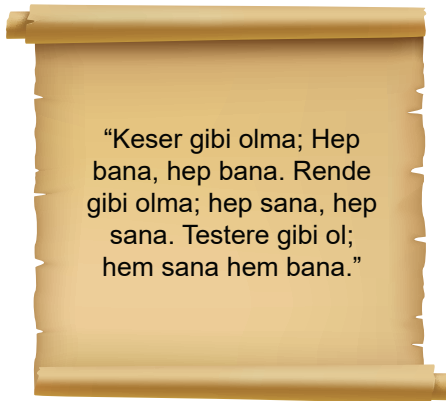 “Keser gibi olma; Hep
bana, hep bana. Rende
gibi olma; hep sana, hep
sana. Testere gibi ol;
hem sana hem bana.”